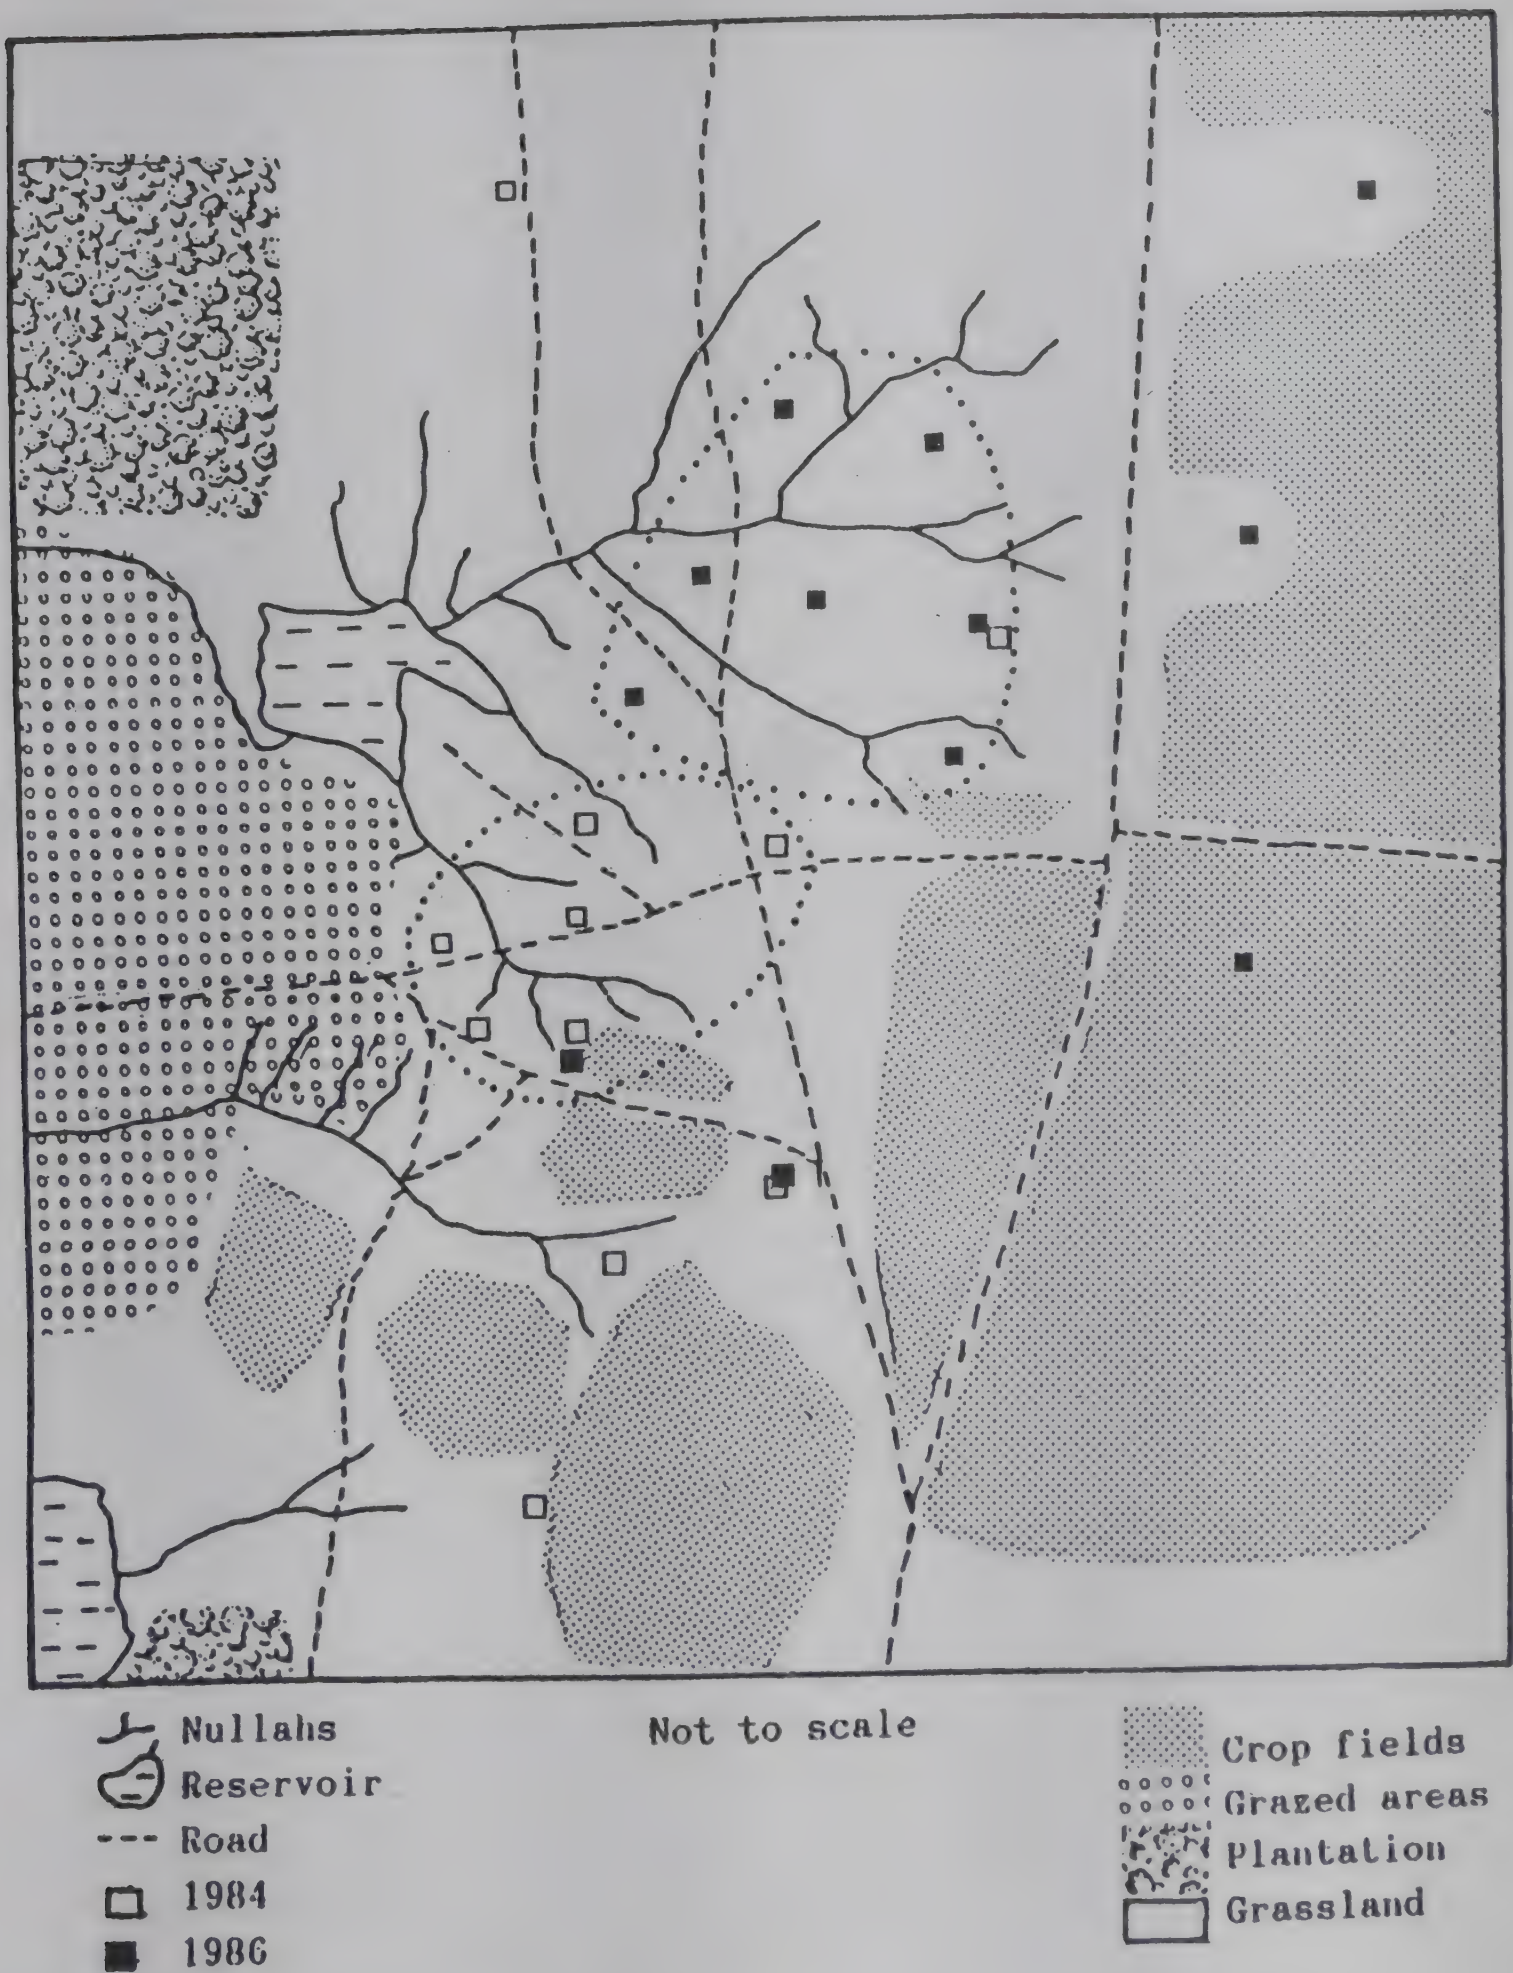 Nullahs
Reservoir
Road
1984
1986
Not to scale
Crop fields
Grazed areas
Plantation
Grassland